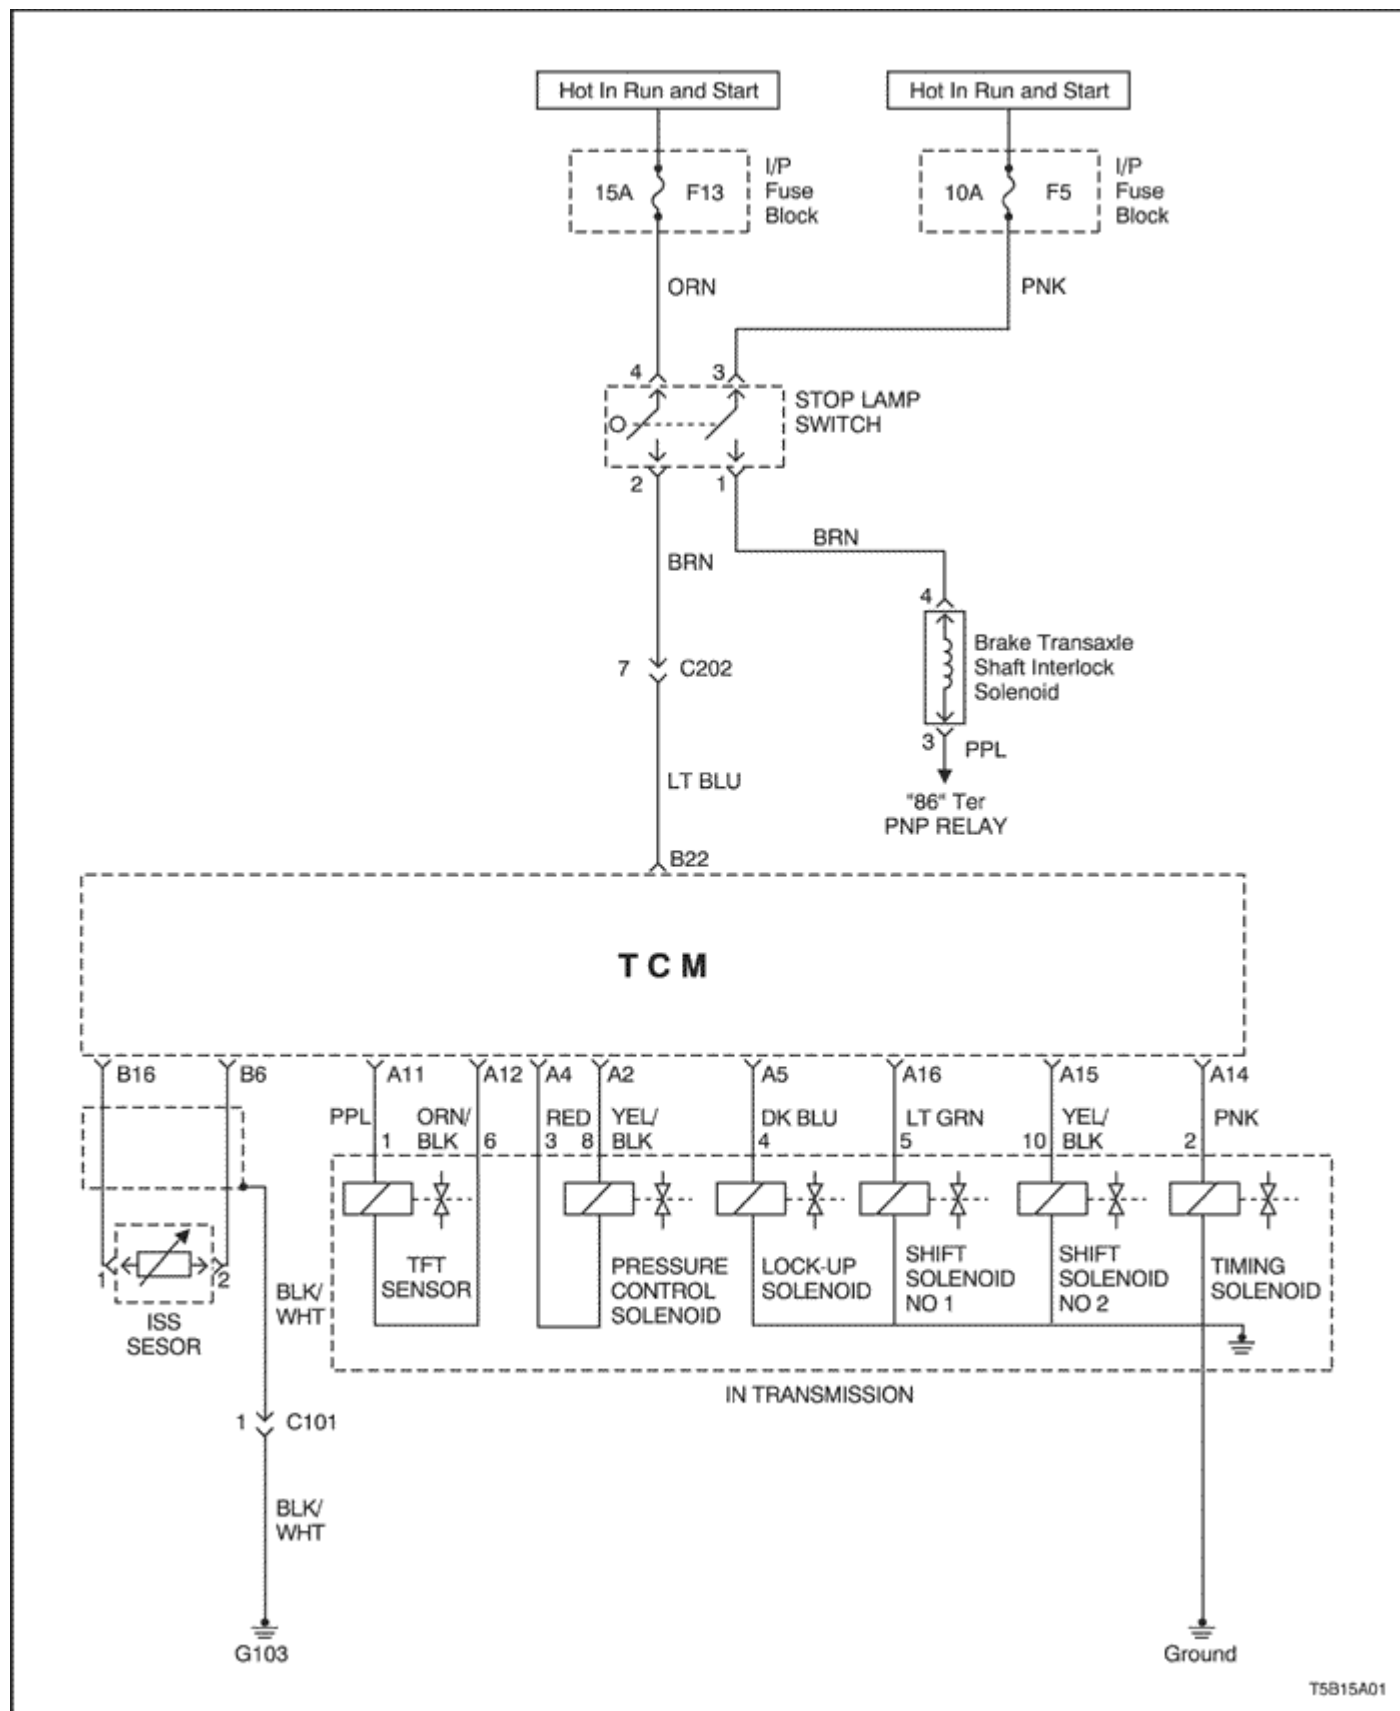 Hot In Run and Start
Hot In Run and Start
15A
F13
I/P
Fuse
Block
10A
F5
I/P
Fuse
Block
ORN
PNK
4
3
STOP LAMP
SWITCH
2
1
BRN
BRN
4
Brake Transaxle
Shaft Interlock
Solenoid
7
C202
3
PPL
LT BLU
"86" Ter
PNP RELAY
B22
TCM
B16
B6
A11
A12
A4
A2
A5
A16
A15
A14
PPL
ORN/
BLK
RED
YEL/
BLK
DK BLU
LT GRN
YEL/
BLK
PNK
1
6
3
8
4
5
10
2
TFT
SENSOR
PRESSURE
CONTROL
SOLENOID
LOCK-UP
SOLENOID
SHIFT
SOLENOID
NO 1
SHIFT
SOLENOID
NO 2
TIMING
SOLENOID
1
2
ISS
SESOR
BLK/
WHT
IN TRANSMISSION
1
C101
BLK/
WHT
G103
Ground
T5B15A01